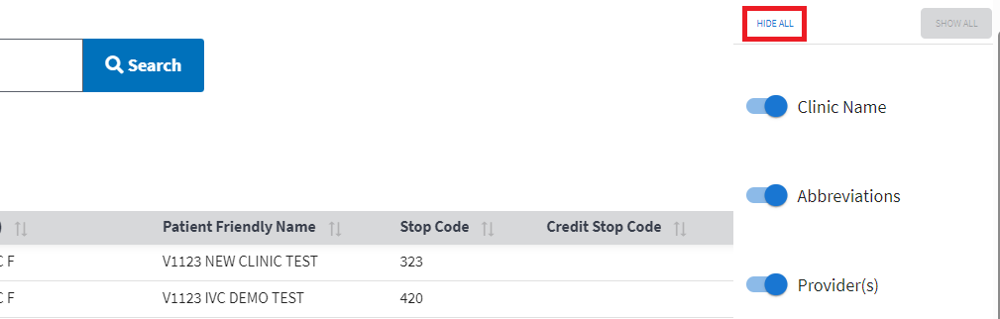 HIDE ALL
SHOW ALL
Search
Clinic Name
Abbreviations
Provider(s)
) Patient Friendly Name Stop Code Credit Stop Code
C F V1123 NEW CLINIC TEST 323
C F V1123 IVC DEMO TEST 420